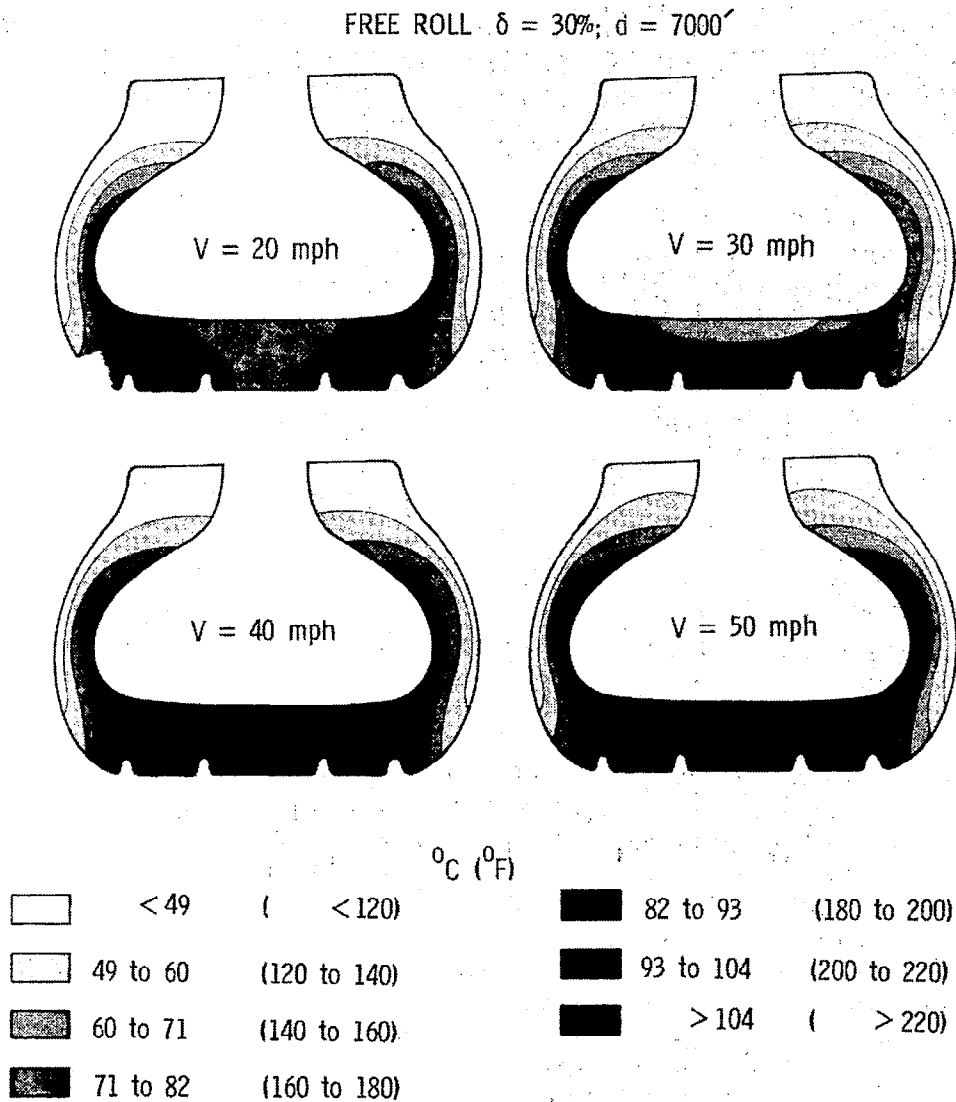 FREE ROLL δ = 30%; d = 7000′
V = 20 mph
V = 30 mph
V = 40 mph
V = 50 mph
°C (°F)
< 49 ( < 120)
49 to 60 (120 to 140)
60 to 71 (140 to 160)
71 to 82 (160 to 180)
82 to 93 (180 to 200)
93 to 104 (200 to 220)
> 104 ( > 220)